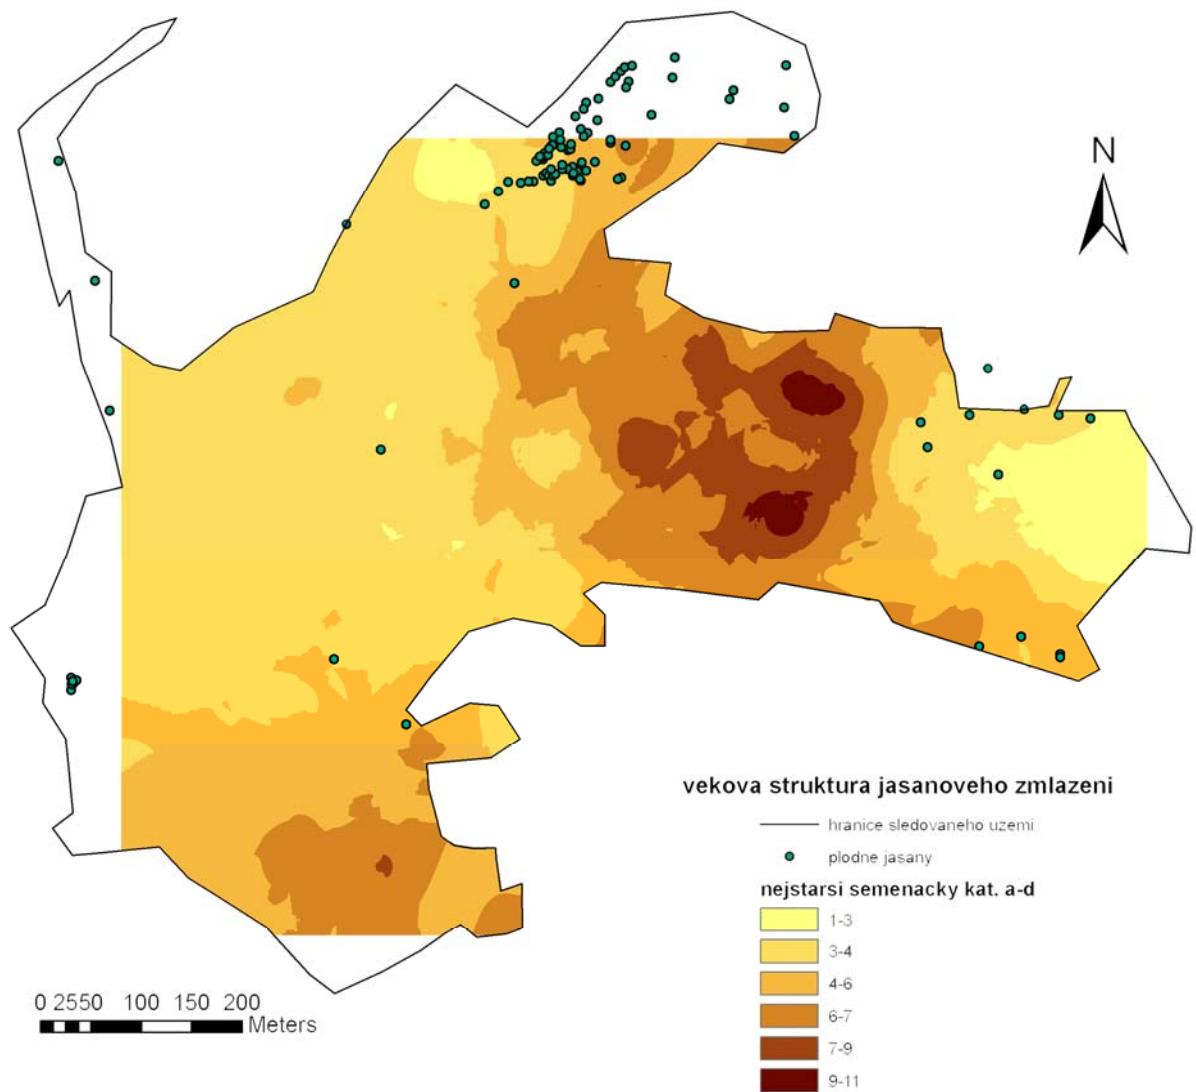 N
vekova struktura jasanoveho zmlazeni
hranice sledovaneho uzemi
plodne jasany
nejstarsi semenacky kat. a-d
1-3
3-4
4-6
6-7
7-9
9-11
0 2550 100 150 200
Meters